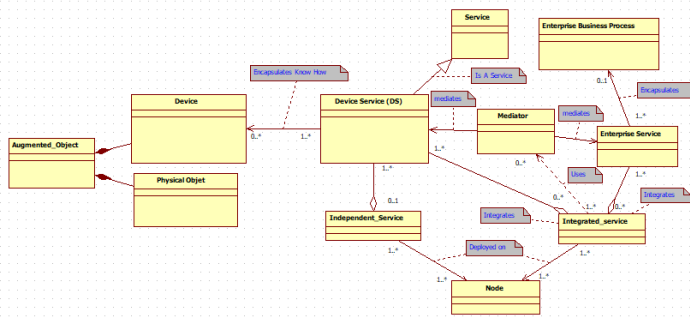 Service
Enterprise Business Process
Encapsulates Know How
Is A Service
0..1
Encapsulates
Device
Device Service (DS)
mediates
Mediator
mediates
1..*
Enterprise Service
0..*
1..*
Augmented_Object
1..*
1..*
1..*
Physical Objet
0..*
Uses
Integrates
0..1
1..*
0..*
Independent_Service
Integrates
Integrated_service
1..*
Deployed on
1..*
1..*
Node
1..*